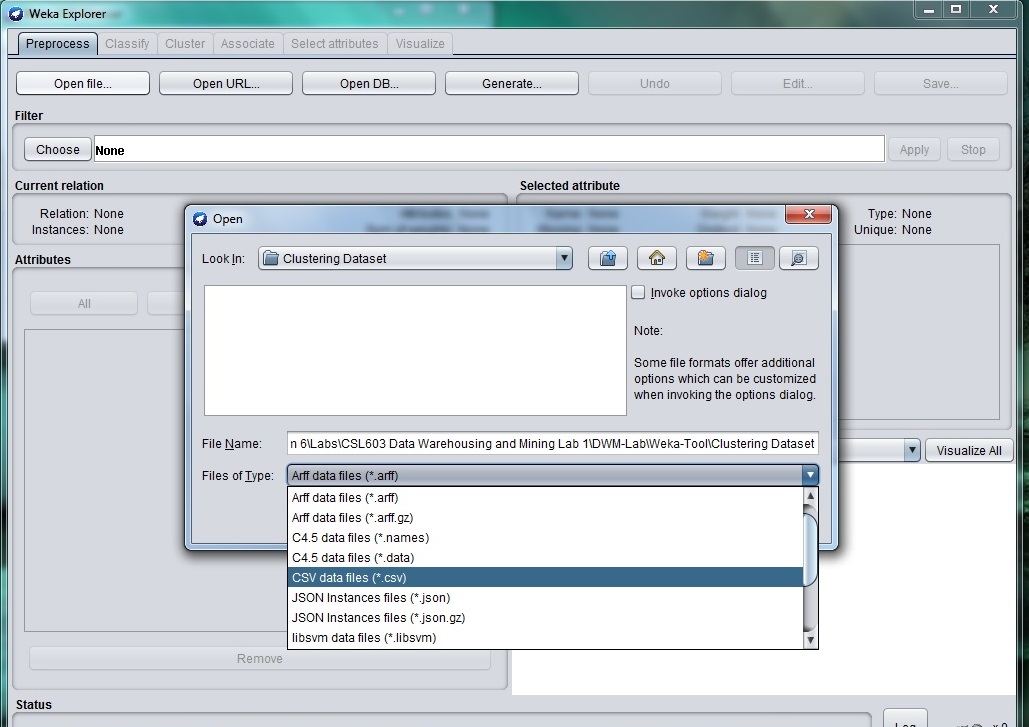 Weka Explorer
Preprocess Classify Cluster Associate Select attributes Visualize
Open file... Open URL... Open DB... Generate... Undo Edit... Save...
Filter
Choose None Apply Stop
Current relation
Relation: None
Instances: None
Selected attribute
Type: None
Unique: None
Attributes
All
Open
Look In: Clustering Dataset
Invoke options dialog
Note:
Some file formats offer additional
options which can be customized
when invoking the options dialog.
File Name: n 6\Labs\CSL603 Data Warehousing and Mining Lab 1\DWM-Lab\Weka-Tool\Clustering Dataset
Files of Type: Arff data files (*.arff)
Arff data files (*.arff)
Arff data files (*.arff.gz)
C4.5 data files (*.names)
C4.5 data files (*.data)
CSV data files (*.csv)
JSON Instances files (*.json)
JSON Instances files (*.json.gz)
libsvm data files (*.libsvm)
Visualize All
Remove
Status
Log
x 0